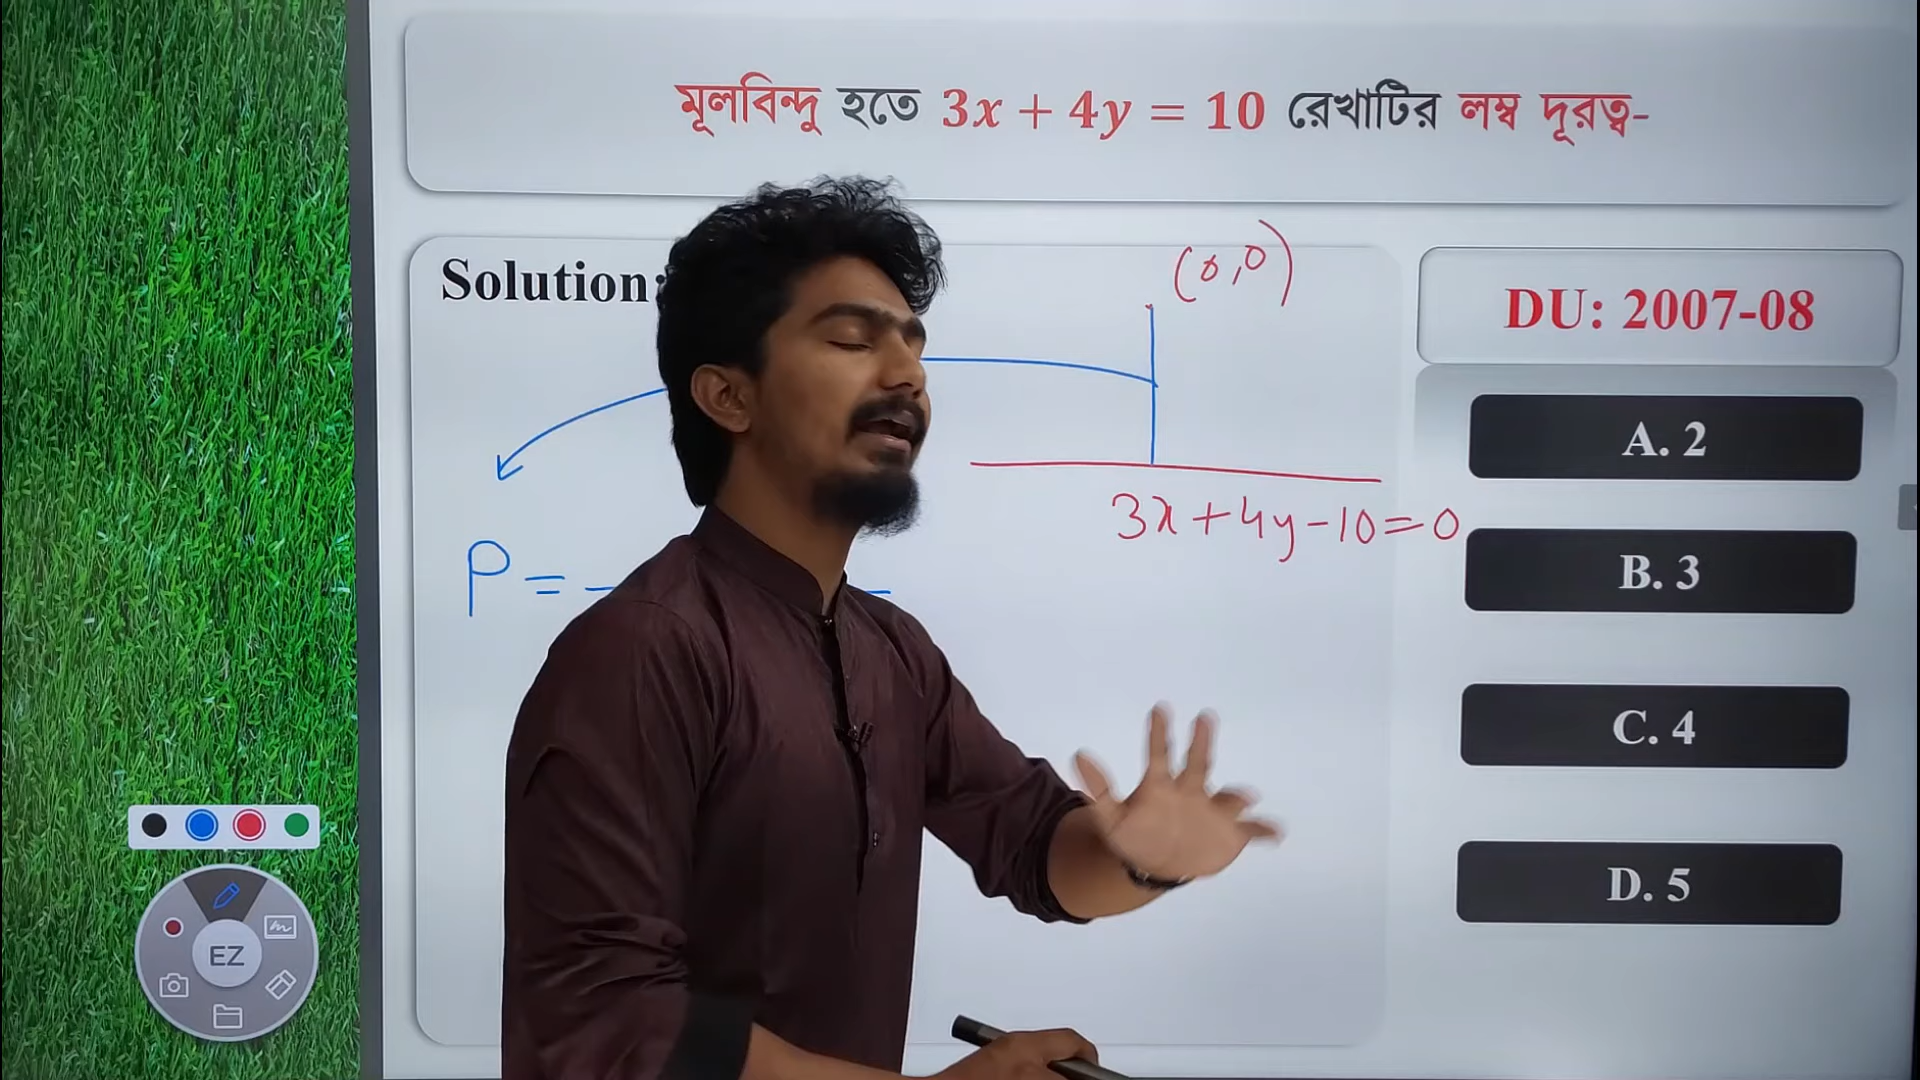 মূলবিন্দু হতে 3x + 4y = 10 রেখাটির লম্ব দূরত্ব-
Solution:
(0,0)
DU: 2007-08
A. 2
3x+4y-10=0
B. 3
P =
C. 4
D. 5
EZ